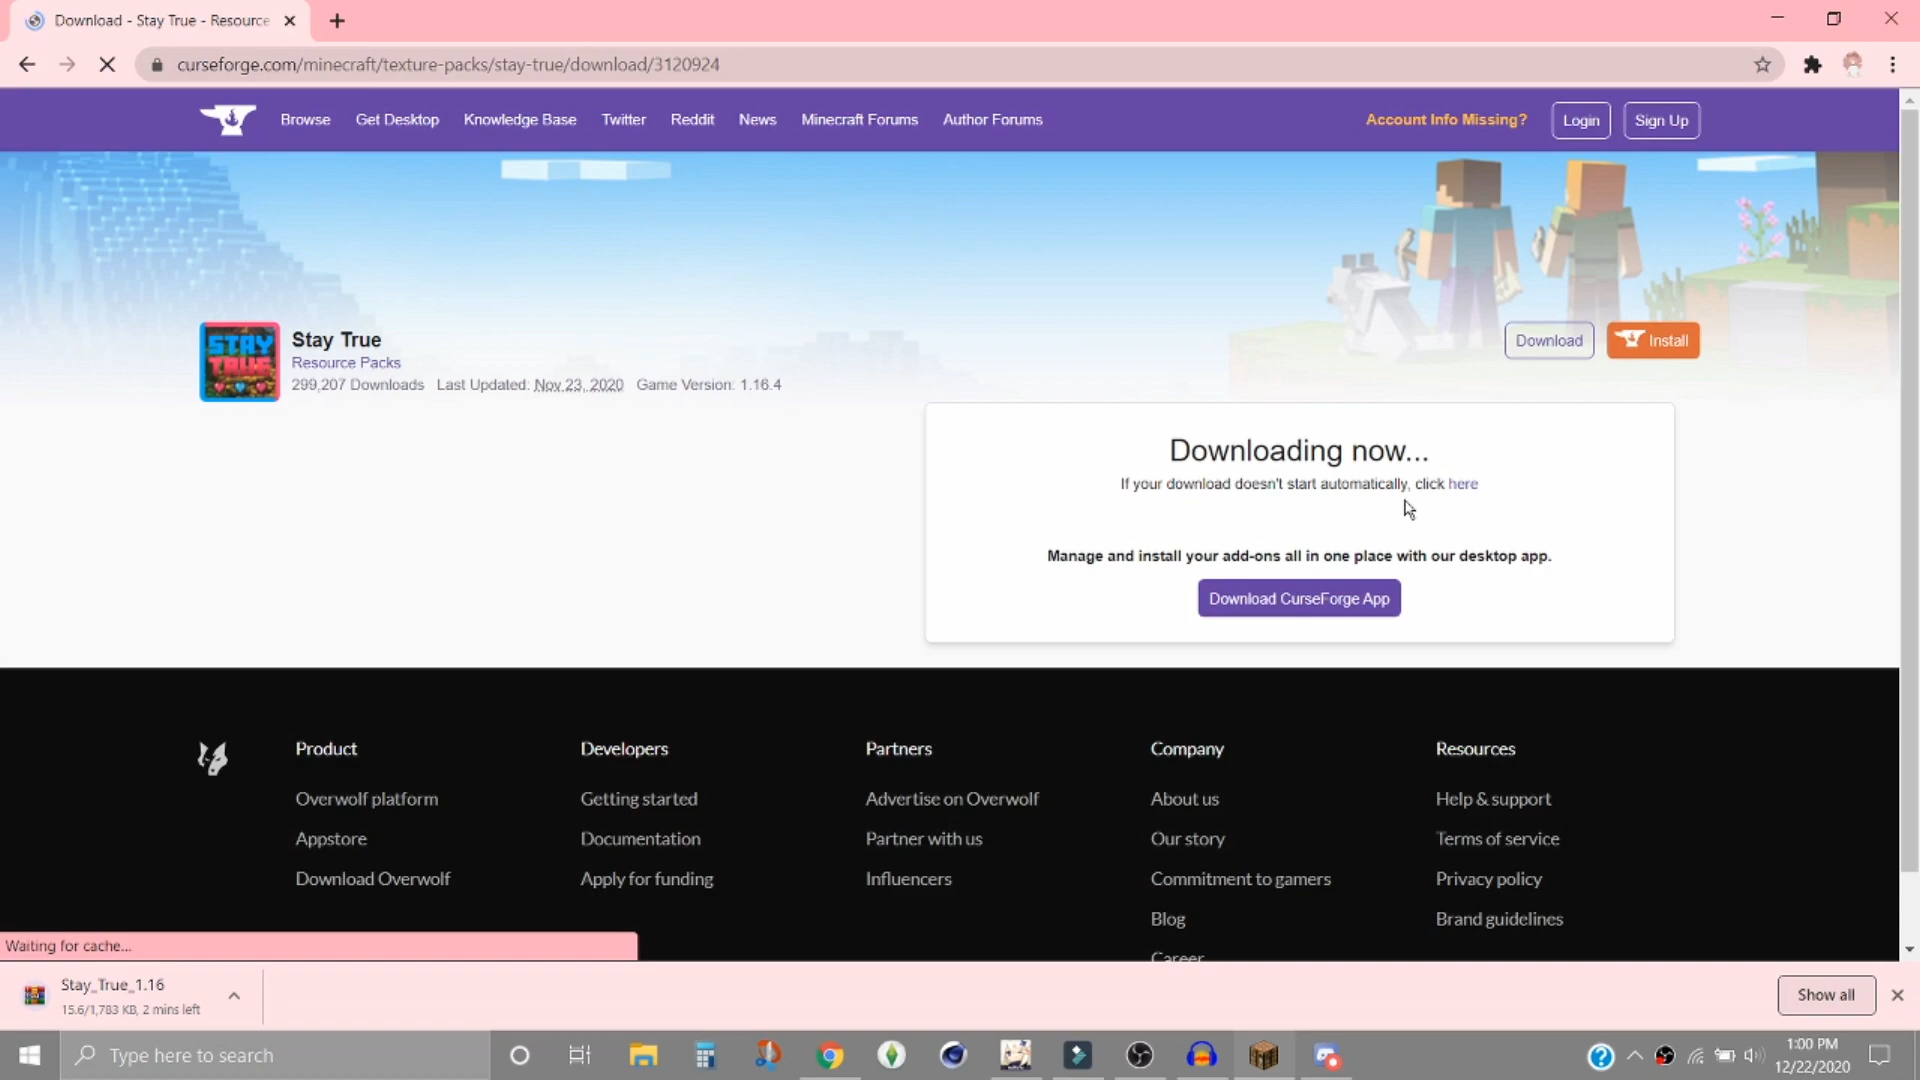 Download - Stay True - Resource
curseforge.com/minecraft/texture-packs/stay-true/download/3120924
Browse
Get Desktop
Knowledge Base
Twitter
Reddit
News
Minecraft Forums
Author Forums
Account Info Missing?
Login
Sign Up
STAY
TRUE
Stay True
Resource Packs
299,207 Downloads Last Updated: Nov 23, 2020 Game Version: 1.16.4
Download
Install
Downloading now...
If your download doesn't start automatically, click here
Manage and install your add-ons all in one place with our desktop app.
Download CurseForge App
Product
Overwolf platform
Appstore
Download Overwolf
Developers
Getting started
Documentation
Apply for funding
Partners
Advertise on Overwolf
Partner with us
Influencers
Company
About us
Our story
Commitment to gamers
Blog
Career
Resources
Help & support
Terms of service
Privacy policy
Brand guidelines
Waiting for cache...
Stay_True_1.16
15.6/1,783 KB, 2 mins left
Show all
Type here to search
1:00 PM
12/22/2020